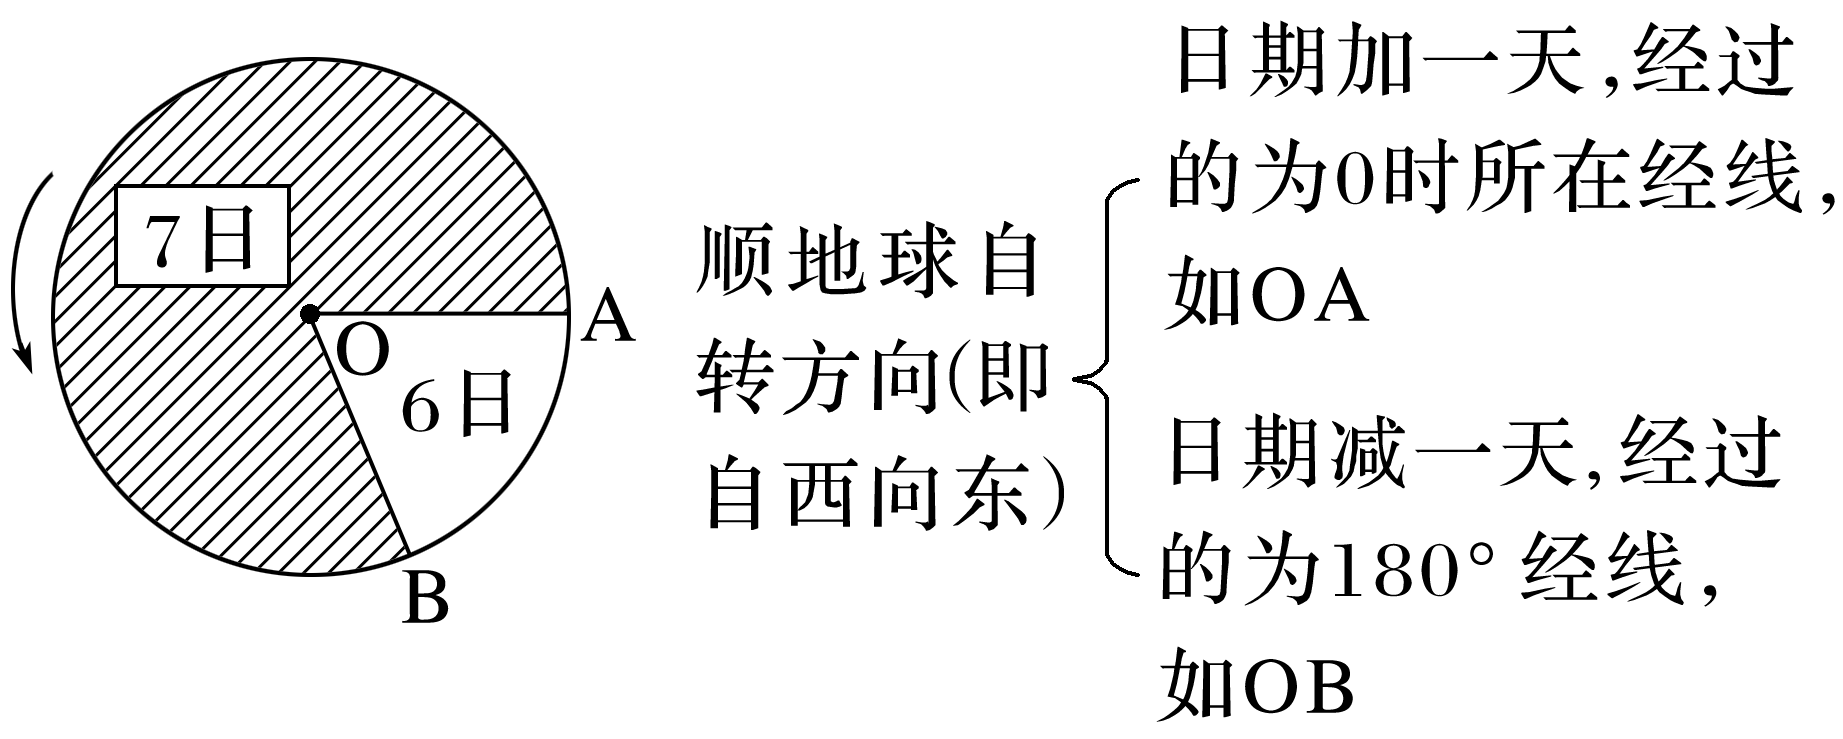 7日
O
A
6日
B
顺地球自
转方向(即
自西向东)
日期加一天,经过
的为0时所在经线,
如OA
日期减一天,经过
的为180°经线,
如OB